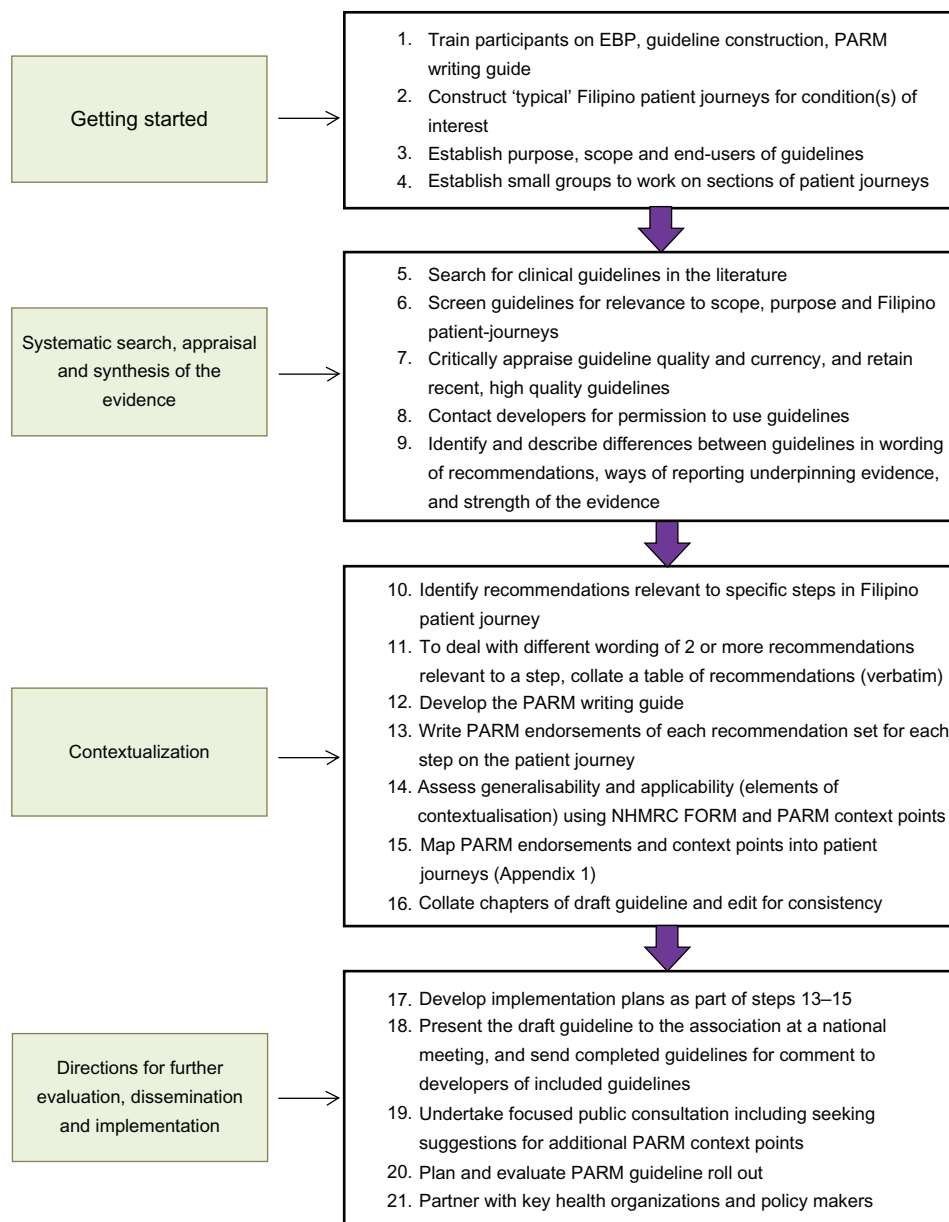 Getting started
1. Train participants on EBP, guideline construction, PARM
writing guide
2. Construct ‘typical’ Filipino patient journeys for condition(s) of
interest
3. Establish purpose, scope and end-users of guidelines
4. Establish small groups to work on sections of patient journeys
Systematic search, appraisal
and synthesis of the
evidence
5. Search for clinical guidelines in the literature
6. Screen guidelines for relevance to scope, purpose and Filipino
patient-journeys
7. Critically appraise guideline quality and currency, and retain
recent, high quality guidelines
8. Contact developers for permission to use guidelines
9. Identify and describe differences between guidelines in wording
of recommendations, ways of reporting underpinning evidence,
and strength of the evidence
Contextualization
10. Identify recommendations relevant to specific steps in Filipino
patient journey
11. To deal with different wording of 2 or more recommendations
relevant to a step, collate a table of recommendations (verbatim)
12. Develop the PARM writing guide
13. Write PARM endorsements of each recommendation set for each
step on the patient journey
14. Assess generalisability and applicability (elements of
contextualisation) using NHMRC FORM and PARM context points
15. Map PARM endorsements and context points into patient
journeys (Appendix 1)
16. Collate chapters of draft guideline and edit for consistency
Directions for further
evaluation, dissemination
and implementation
17. Develop implementation plans as part of steps 13–15
18. Present the draft guideline to the association at a national
meeting, and send completed guidelines for comment to
developers of included guidelines
19. Undertake focused public consultation including seeking
suggestions for additional PARM context points
20. Plan and evaluate PARM guideline roll out
21. Partner with key health organizations and policy makers